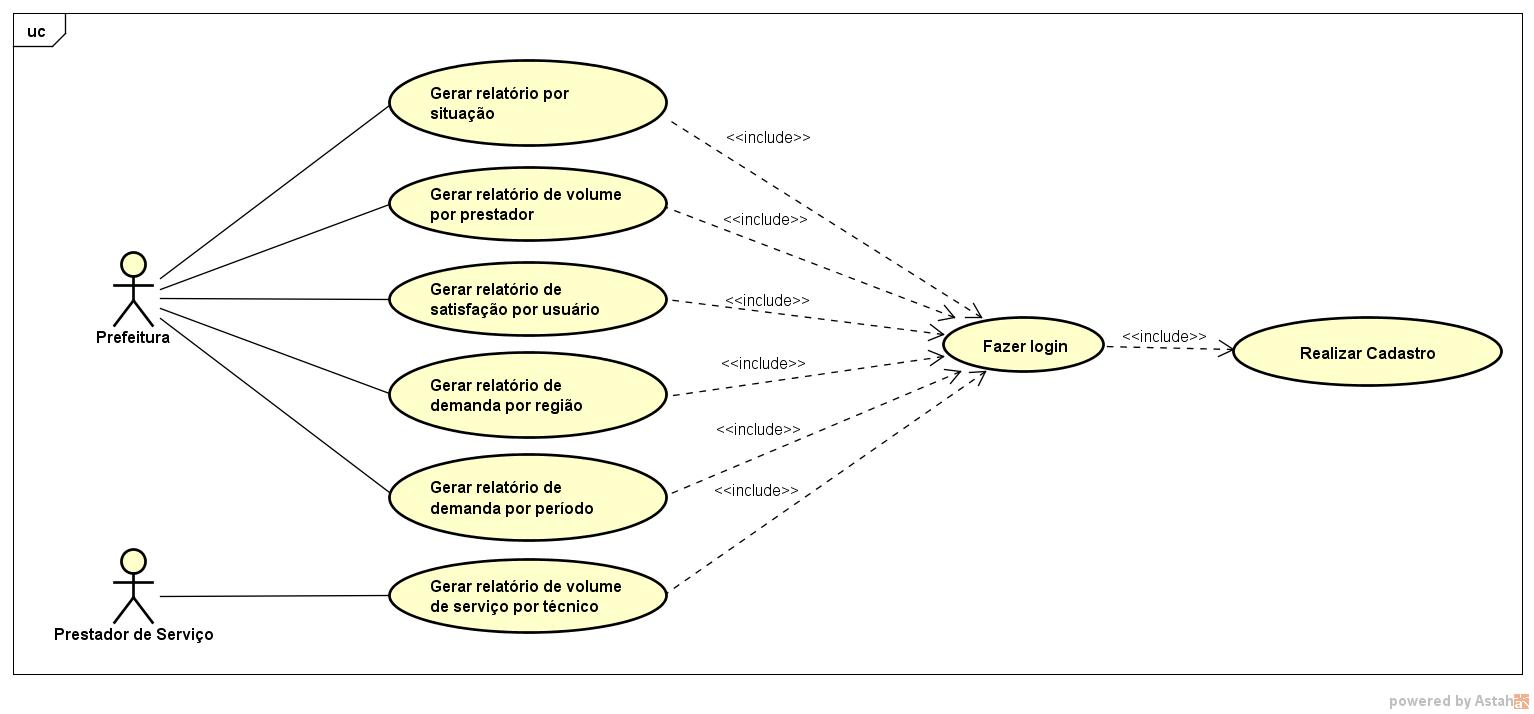 uc
Gerar relatório por
situação
<<include>>
Gerar relatório de volume
por prestador
<<include>>
Gerar relatório de
satisfação por usuário
<<include>>
Prefeitura
Fazer login
<<include>>
Realizar Cadastro
Gerar relatório de
demanda por região
<<include>>
Gerar relatório de
demanda por período
<<include>>
Gerar relatório de volume
de serviço por técnico
<<include>>
Prestador de Serviço
powered by Astah